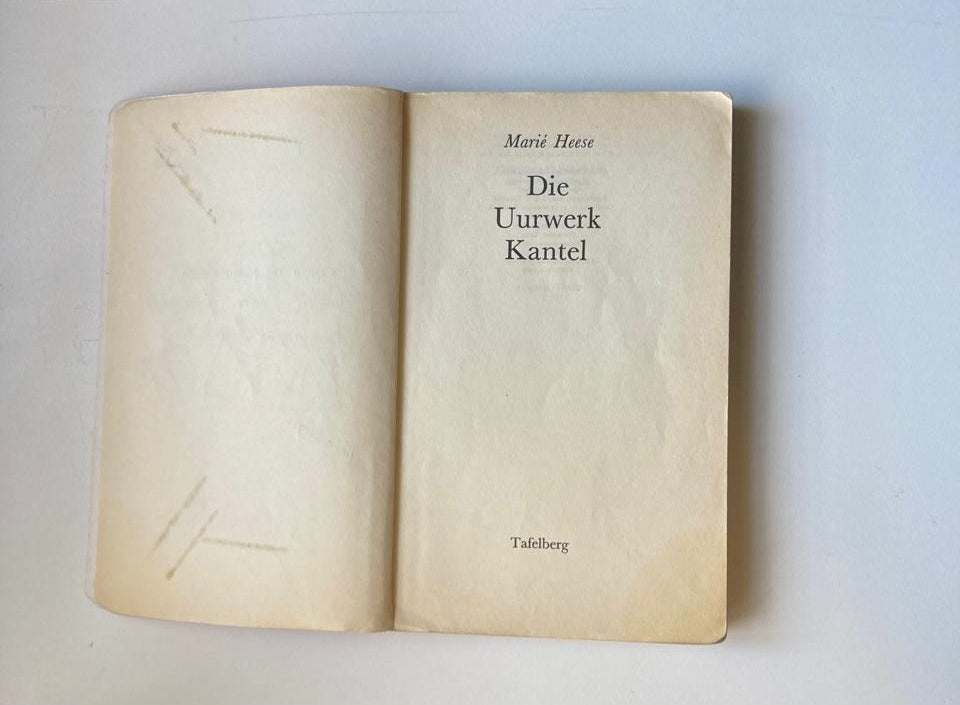 Marié Heese
Die
Uurwerk
Kantel
Tafelberg